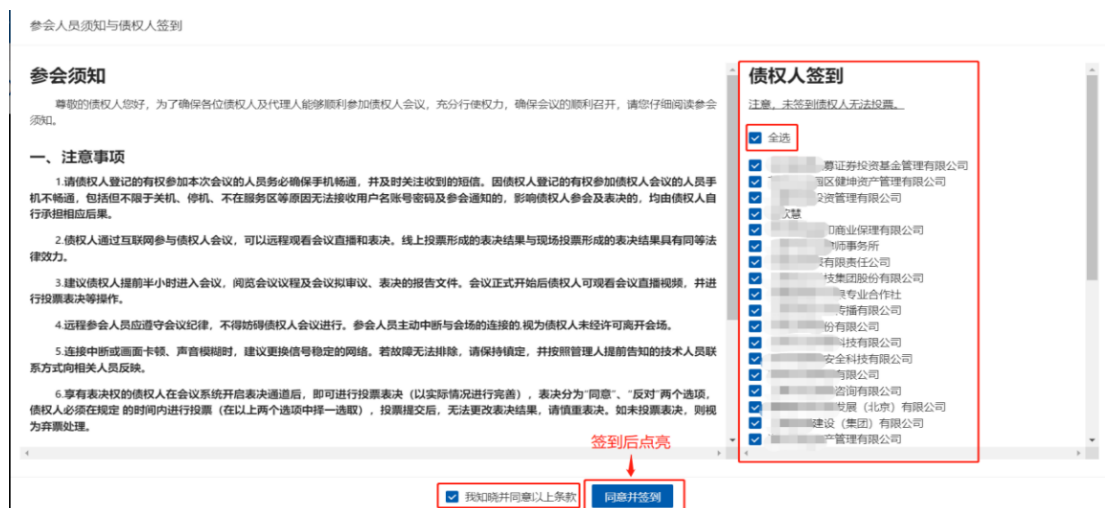 参会人员须知与债权人签到
参会须知
尊敬的债权人您好，为了确保各位债权人及代理人能够顺利参加债权人会议，充分行使权力，确保会议的顺利召开，请您仔细阅读参会
须知。
一、注意事项
1.请债权人登记的有权参加本次会议的人员务必确保手机畅通，并及时关注收到的短信。因债权人登记的有权参加债权人会议的人员手
机不畅通，包括但不限于关机、停机、不在服务区等原因无法接收用户名账号密码及参会通知的，影响债权人参会及表决的，均由债权人自
行承担相应后果。
2.债权人通过互联网参与债权人会议，可以远程观看会议直播和表决。线上投票形成的表决结果与现场投票形成的表决结果具有同等法
律效力。
3.建议债权人提前半小时进入会议，阅览会议议程及会议拟审议、表决的报告文件。会议正式开始后债权人可观看会议直播视频，并进
行投票表决等操作。
4.远程参会人员应遵守会议纪律，不得妨碍债权人会议进行。参会人员主动中断与会场的连接的,视为债权人未经许可离开会场。
5.连接中断或画面卡顿、声音模糊时，建议更换信号稳定的网络。若故障无法排除，请保持镇定，并按照管理人提前告知的技术人员联
系方式向相关人员反映。
6.享有表决权的债权人在会议系统开启表决通道后，即可进行投票表决（以实际情况进行完善），表决分为“同意”、“反对”两个选项，
债权人必须在规定 的时间内进行投票（在以上两个选项中择一选取），投票提交后，无法更改表决结果，请慎重表决。如未投票表决，则视
为弃票处理。
债权人签到
注意，未签到债权人无法投票。
全选
尊证券投资基金管理有限公司
区健坤资产管理有限公司
投资管理有限公司
慧
商业保理有限公司
师事务所
有限责任公司
技集团股份有限公司
专业合作社
传播有限公司
份有限公司
科技有限公司
安全科技有限公司
有限公司
咨询有限公司
发展（北京）有限公司
建设（集团）有限公司
产管理有限公司
签到后点亮
我知晓并同意以上条款
同意并签到